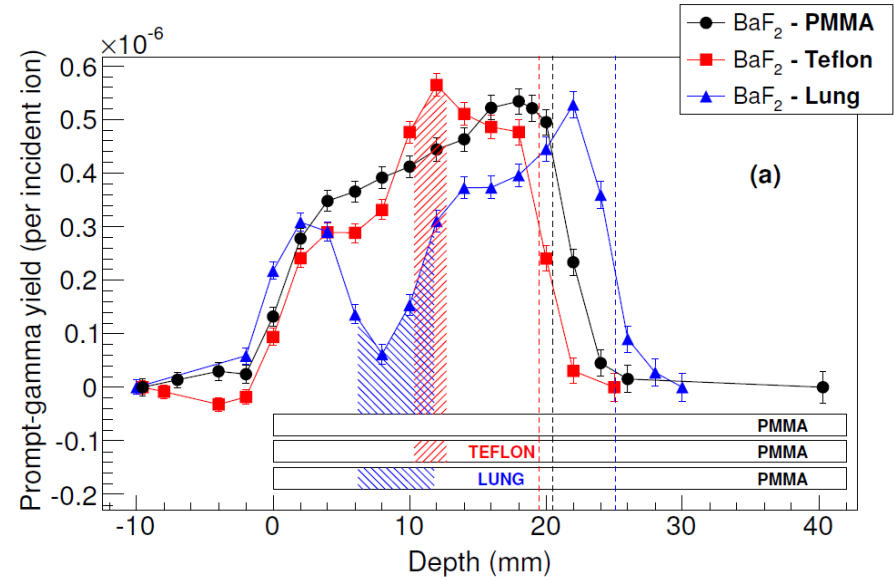 ×10⁻⁶
BaF₂ - PMMA
BaF₂ - Teflon
BaF₂ - Lung
(a)
Prompt-gamma yield (per incident ion)
0.6
0.5
0.4
0.3
0.2
0.1
0
-0.1
-0.2
PMMA
TEFLON PMMA
LUNG PMMA
-10 0 10 20 30 40
Depth (mm)